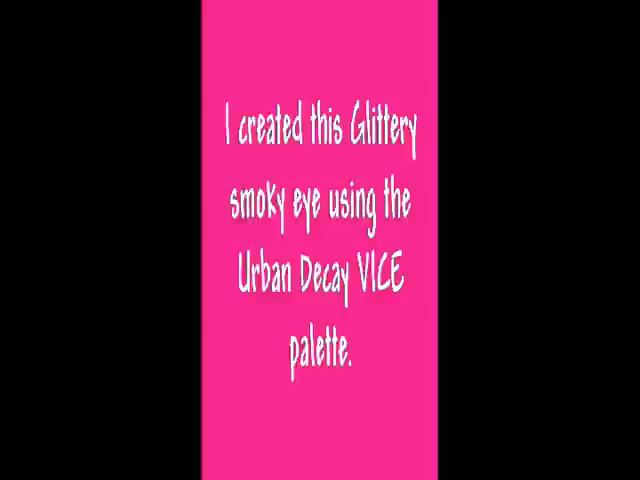 I created this Glittery
smoky eye using the
Urban Decay VICE
palette.